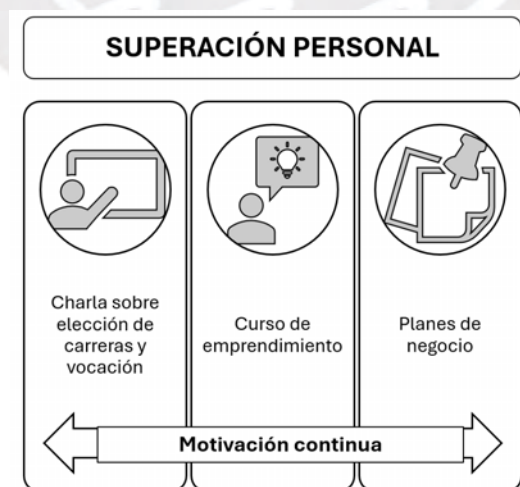 SUPERACIÓN PERSONAL
Charla sobre
elección de
carreras y
vocación
Curso de
emprendimiento
Planes de
negocio
Motivación continua